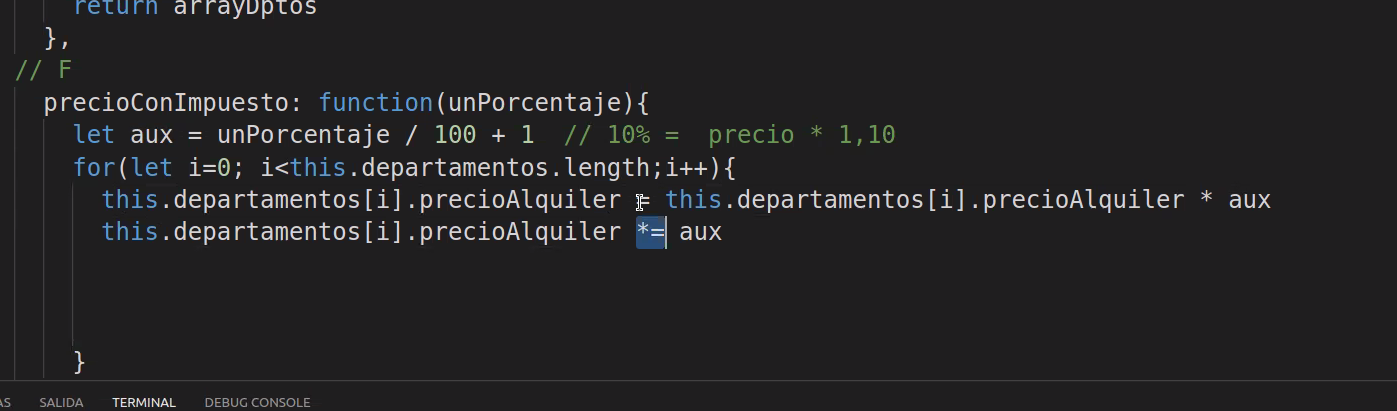 return arrayDptos
},
// F
precioConImpuesto: function(unPorcentaje){
let aux = unPorcentaje / 100 + 1  // 10% =  precio * 1,10
for(let i=0; i<this.departamentos.length;i++){
this.departamentos[i].precioAlquiler = this.departamentos[i].precioAlquiler * aux
this.departamentos[i].precioAlquiler *= aux
}
AS SALIDA TERMINAL DEBUG CONSOLE